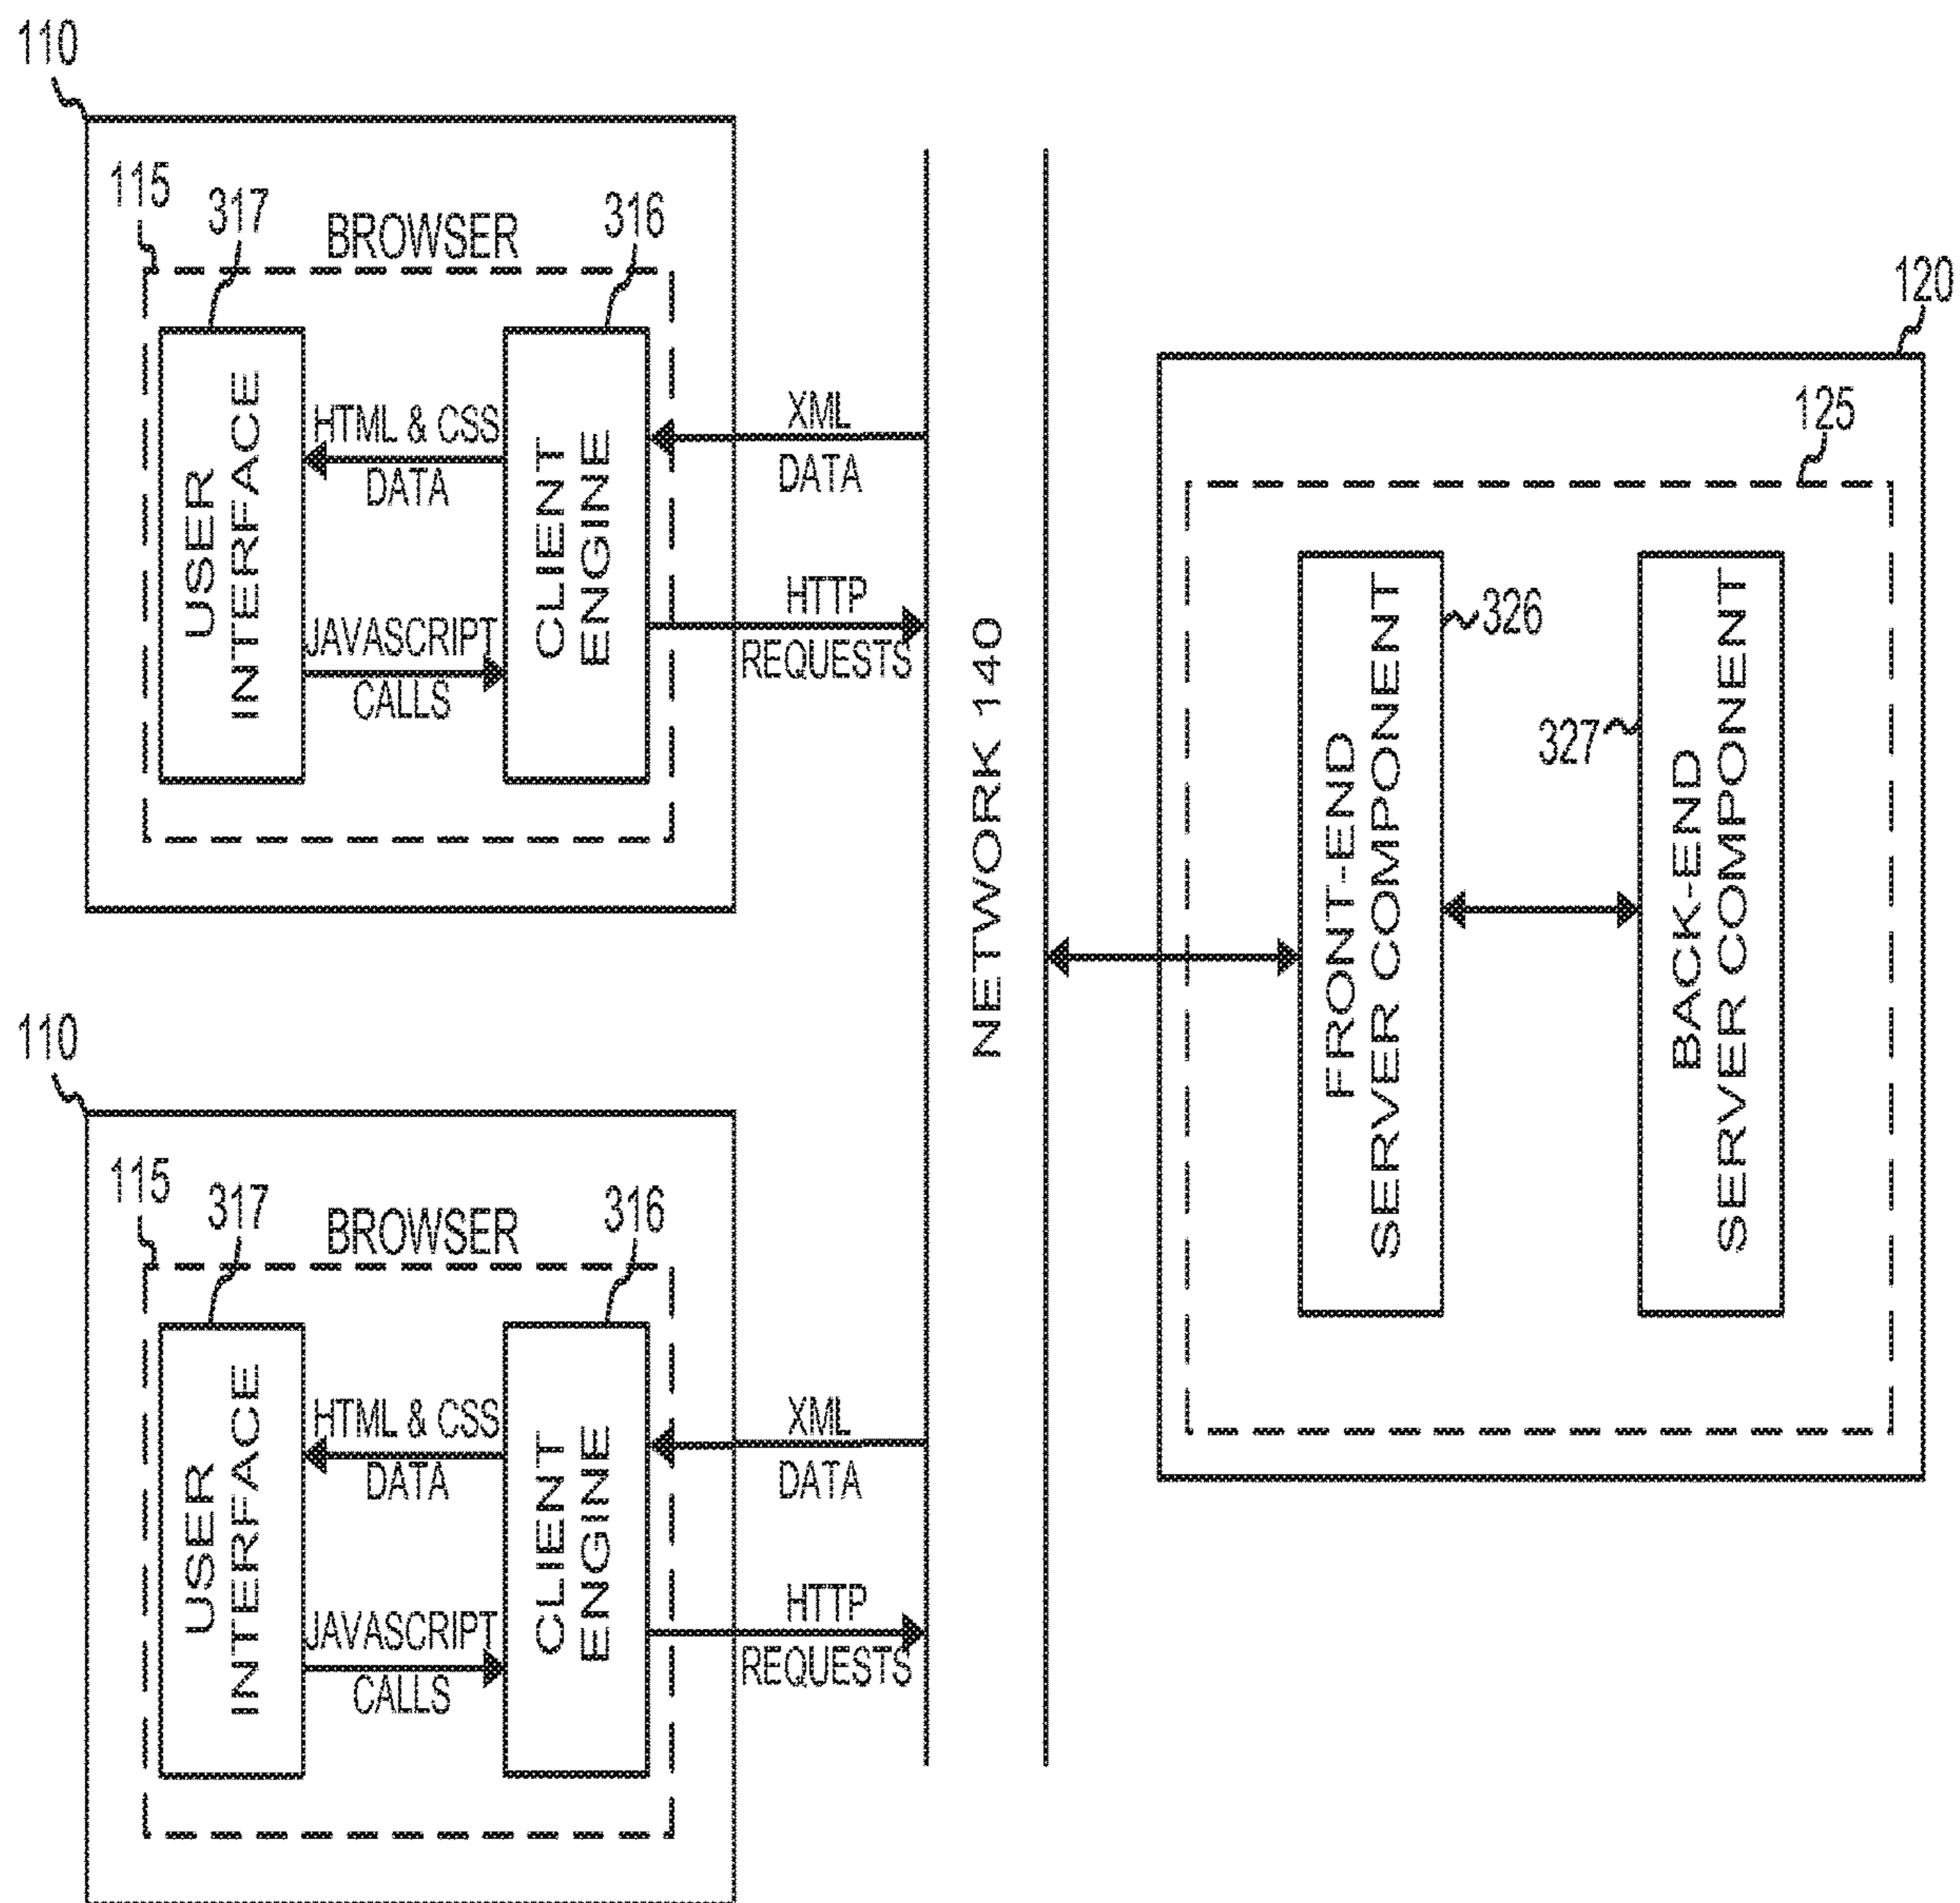 110
115
317
BROWSER
316
USER
INTERFACE
HTML & CSS
DATA
JAVASCRIPT
CALLS
CLIENT
ENGINE
XML
DATA
HTTP
REQUESTS
110
115
317
BROWSER
316
USER
INTERFACE
HTML & CSS
DATA
JAVASCRIPT
CALLS
CLIENT
ENGINE
XML
DATA
HTTP
REQUESTS
NETWORK 140
120
125
FRONT-END
SERVER COMPONENT
326
327
BACK-END
SERVER COMPONENT